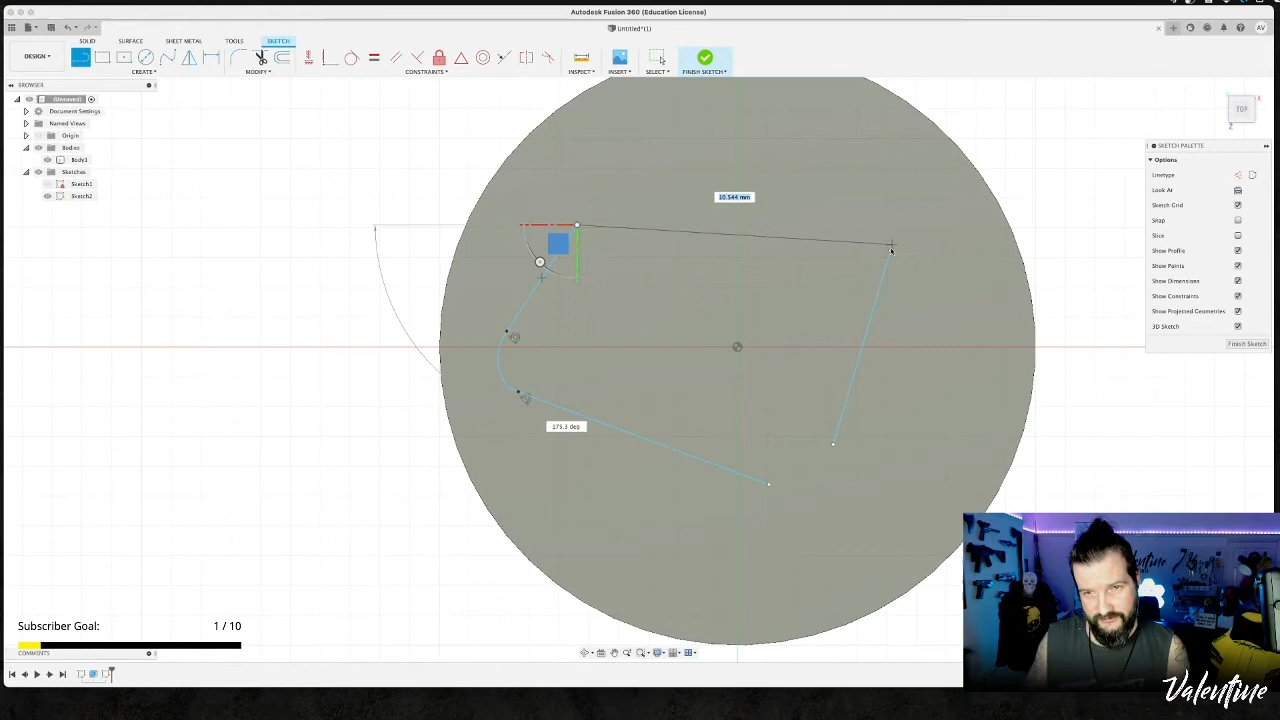 Autodesk Fusion 360 (Education License)
Untitled*(1)
AV
DESIGN
SOLID
SURFACE
SHEET METAL
TOOLS
SKETCH
CREATE
MODIFY
CONSTRAINTS
INSPECT
INSERT
SELECT
FINISH SKETCH
BROWSER
(Unsaved)
Document Settings
Named Views
Origin
Bodies
Body1
Sketches
Sketch1
Sketch2
TOP
X
Z
SKETCH PALETTE
Options
Linetype
Look At
Sketch Grid
Snap
Slice
Show Profile
Show Points
Show Dimensions
Show Constraints
Show Projected Geometries
3D Sketch
Finish Sketch
10.544 mm
175.3 deg
Subscriber Goal: 1 / 10
COMMENTS
Valentine
Valentine